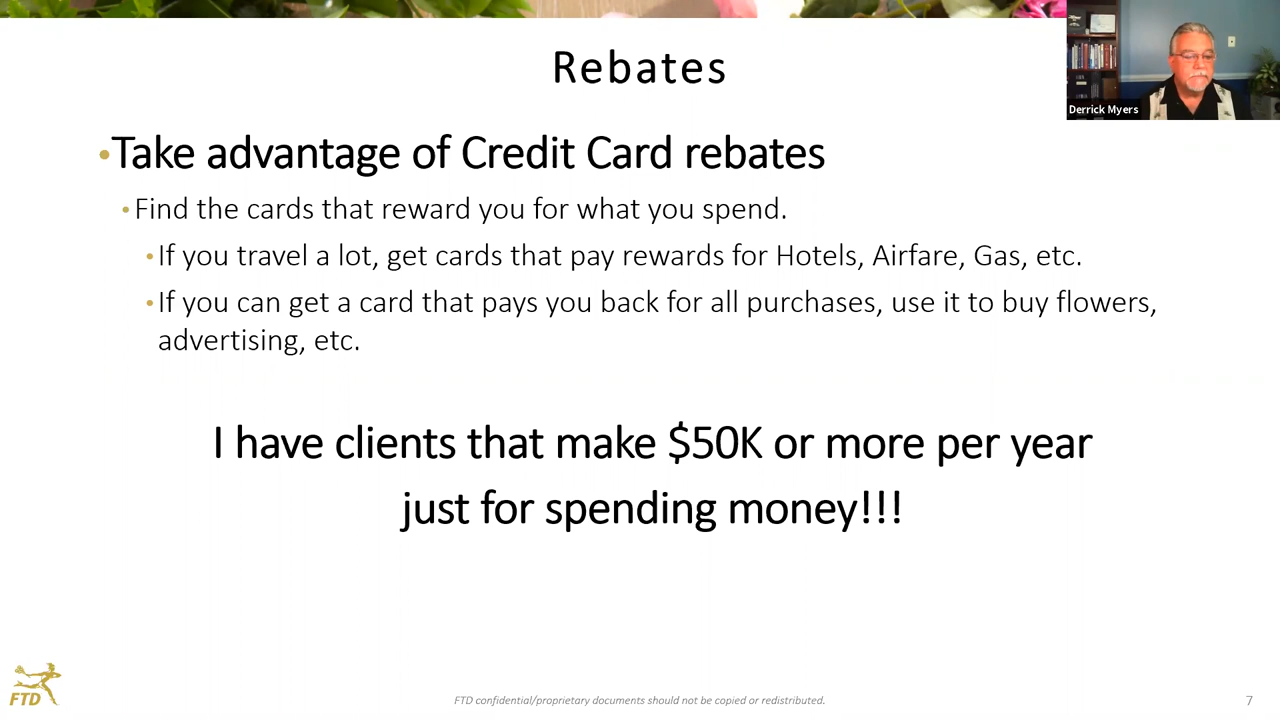 Rebates
Derrick Myers
•Take advantage of Credit Card rebates
•Find the cards that reward you for what you spend.
•If you travel a lot, get cards that pay rewards for Hotels, Airfare, Gas, etc.
•If you can get a card that pays you back for all purchases, use it to buy flowers,
advertising, etc.
I have clients that make $50K or more per year
just for spending money!!!
FTD
FTD confidential/proprietary documents should not be copied or redistributed.
7